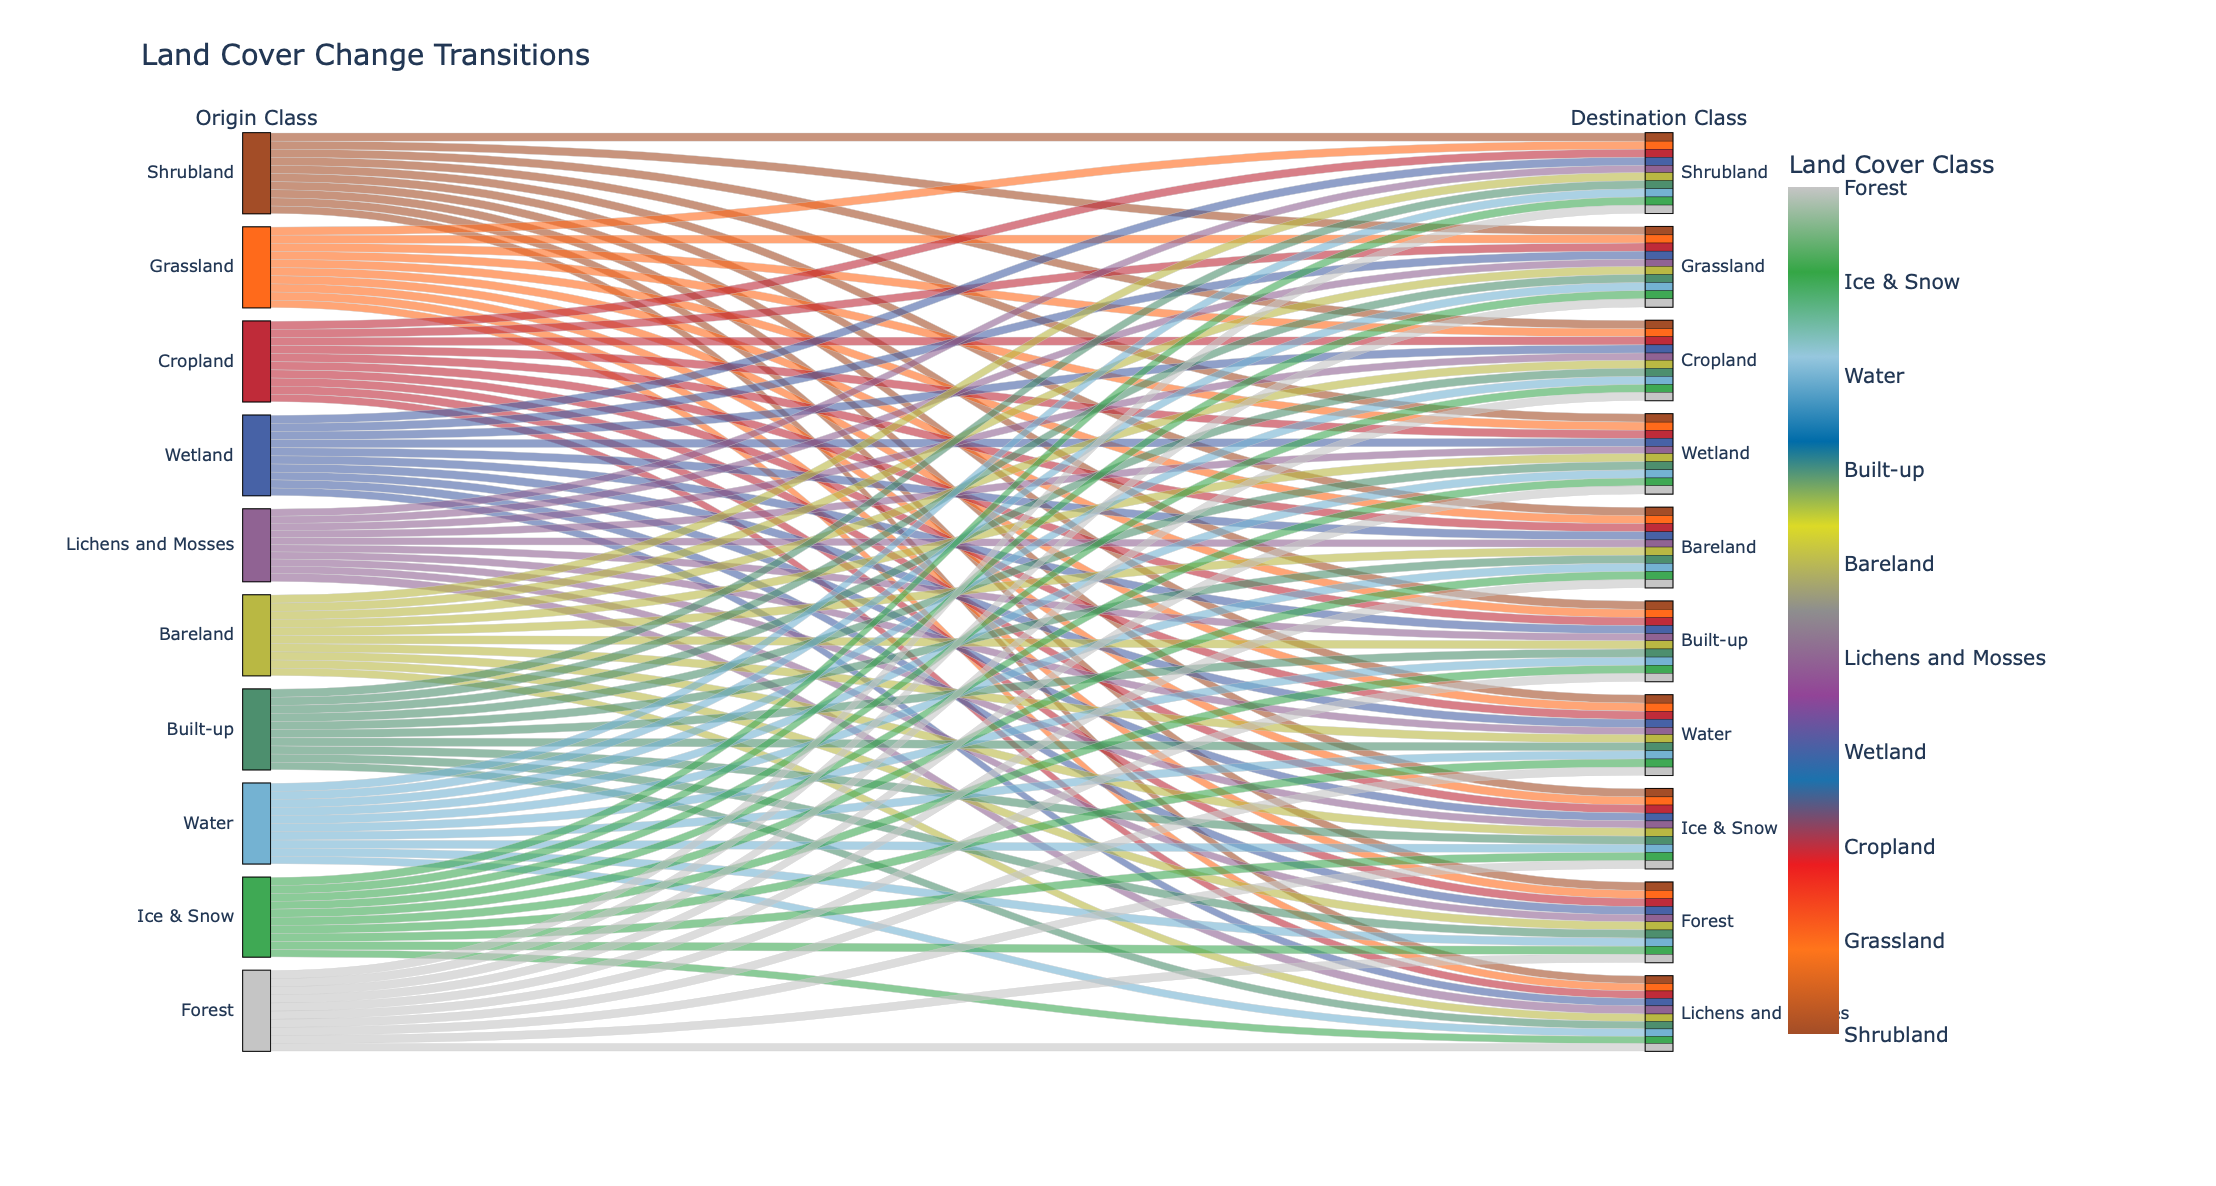 Land Cover Change Transitions
Origin Class
Destination Class
Shrubland
Grassland
Cropland
Wetland
Lichens and Mosses
Bareland
Built-up
Water
Ice & Snow
Forest
Shrubland
Grassland
Cropland
Wetland
Bareland
Built-up
Water
Ice & Snow
Forest
Lichens and
Land Cover Class
Forest
Ice & Snow
Water
Built-up
Bareland
Lichens and Mosses
Wetland
Cropland
Grassland
Shrubland